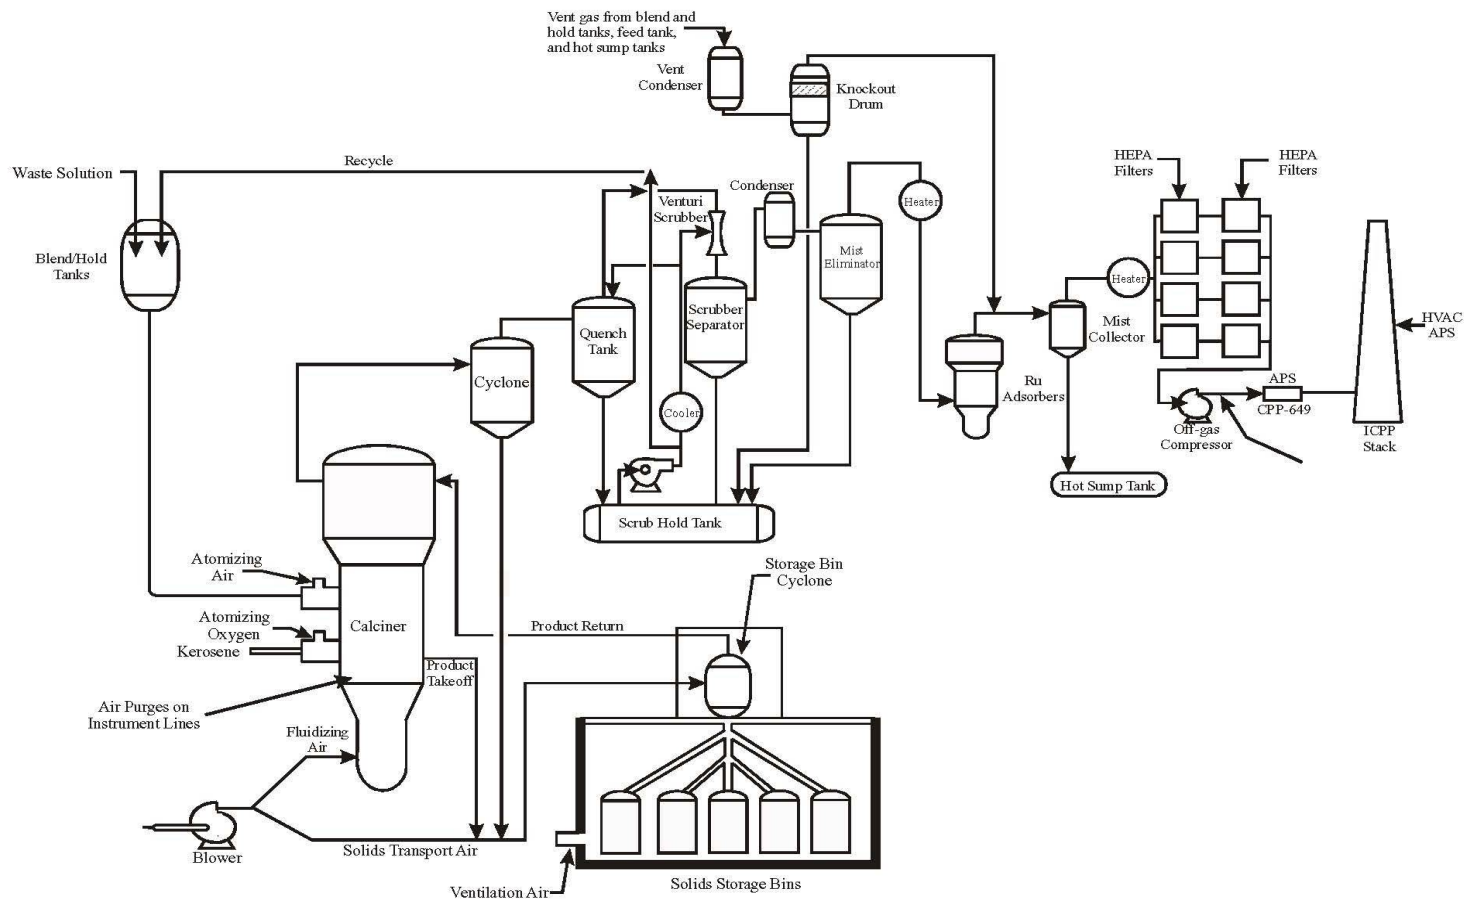 Vent gas from blend and
hold tanks, feed tank,
and hot sump tanks
Vent
Condenser
Knockout
Drum
Recycle
Waste Solution
Blend/Hold
Tanks
Venturi
Scrubber
Condenser
Heater
Mist
Eliminator
HEPA
Filters
HEPA
Filters
Heater
Quench
Tank
Scrubber
Separator
Mist
Collector
HVAC
APS
Cyclone
Cooler
Ru
Adsorbers
APS
CPP-649
Off-gas
Compressor
ICPP
Stack
Hot Sump Tank
Scrub Hold Tank
Atomizing
Air
Storage Bin
Cyclone
Atomizing
Oxygen
Kerosene
Calciner
Product Return
Product
Takeoff
Air Purges on
Instrument Lines
Fluidizing
Air
Blower
Solids Transport Air
Ventilation Air
Solids Storage Bins